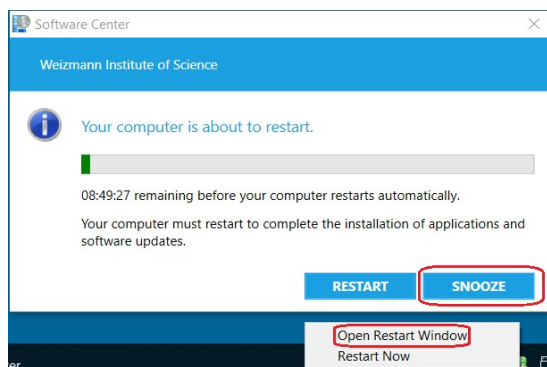 Software Center
Weizmann Institute of Science
Your computer is about to restart.
08:49:27 remaining before your computer restarts automatically.
Your computer must restart to complete the installation of applications and
software updates.
RESTART SNOOZE
Open Restart Window
Restart Now